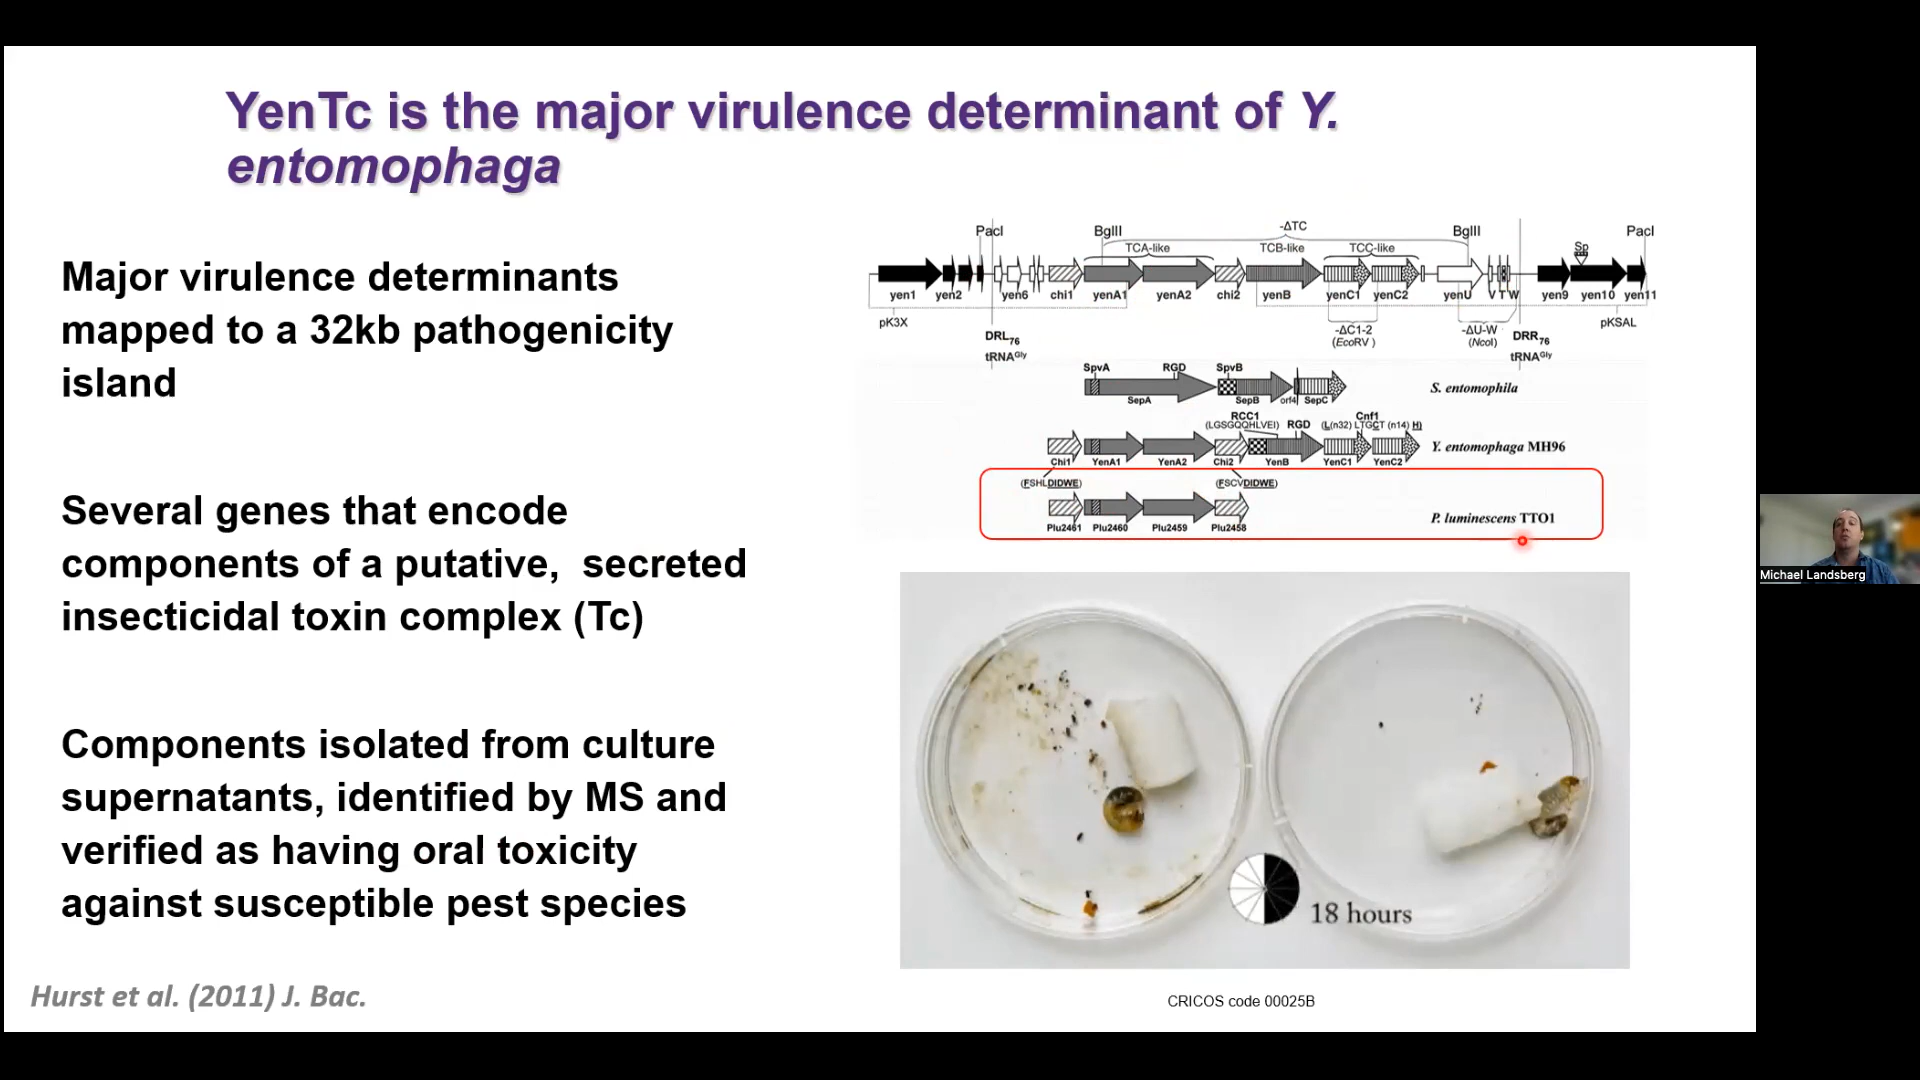 YenTc is the major virulence determinant of Y.
entomophaga
Major virulence determinants
mapped to a 32kb pathogenicity
island
Several genes that encode
components of a putative, secreted
insecticidal toxin complex (Tc)
Components isolated from culture
supernatants, identified by MS and
verified as having oral toxicity
against susceptible pest species
Hurst et al. (2011) J. Bac.
-ΔTC
PacI BglII BglII PacI
TCA-like TCB-like TCC-like Sp
yen1 yen2 yen6 chi1 yenA1 yenA2 chi2 yenB yenC1 yenC2 yenU V T W yen9 yen10 yen11
pK3X -ΔC1-2 -ΔU-W pKSAL
(EcoRV) (NcoI)
DRL76 DRR76
tRNAGly tRNAGly
SpvA RGD SpvB
S. entomophila
SepA SepB orf4 SepC
RCC1 Cnf1
(LGSGQQHLVEI) RGD (L(n32) LTGCT (n14) H)
Y. entomophaga MH96
Chi1 YenA1 YenA2 Chi2 YenB YenC1 YenC2
(FSHLDIDWE) (FSCVDIDWE)
P. luminescens TTO1
Plu2461 Plu2460 Plu2459 Plu2458
18 hours
CRICOS code 00025B
Michael Landsberg